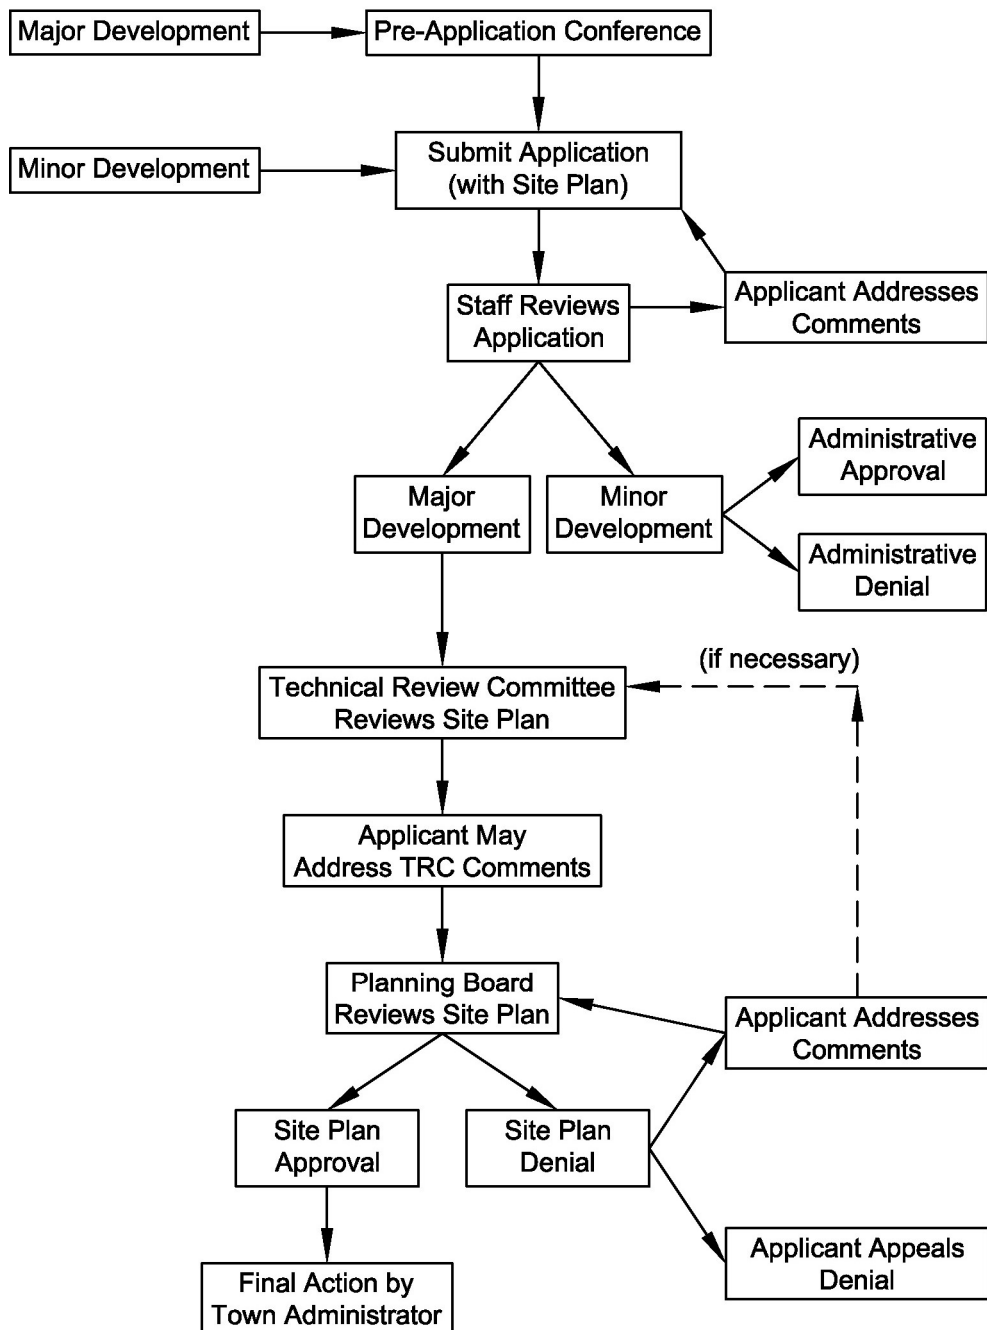 Major Development
Pre-Application Conference
Minor Development
Submit Application
(with Site Plan)
Staff Reviews
Application
Applicant Addresses
Comments
Major
Development
Minor
Development
Administrative
Approval
Administrative
Denial
(if necessary)
Technical Review Committee
Reviews Site Plan
Applicant May
Address TRC Comments
Planning Board
Reviews Site Plan
Applicant Addresses
Comments
Site Plan
Approval
Site Plan
Denial
Applicant Appeals
Denial
Final Action by
Town Administrator